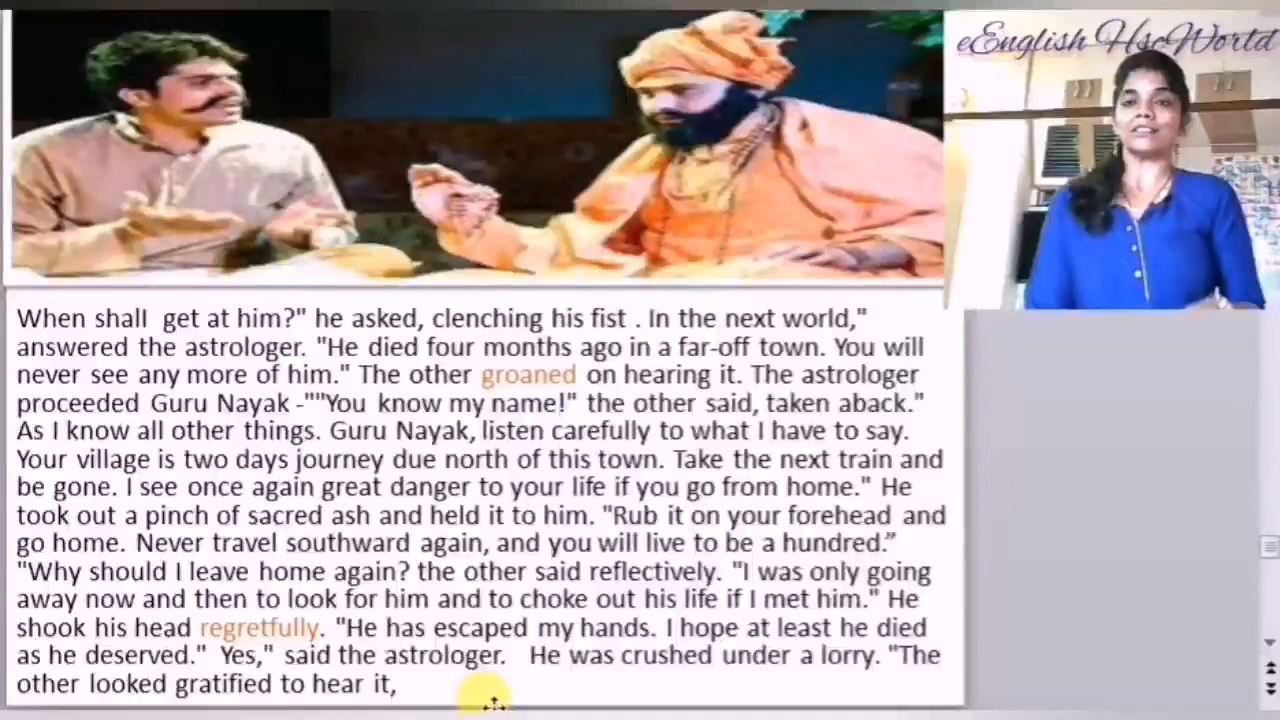 eEnglish HscWorld
When shall  get at him?" he asked, clenching his fist . In the next world,"
answered the astrologer. "He died four months ago in a far-off town. You will
never see any more of him." The other groaned on hearing it. The astrologer
proceeded Guru Nayak -""You know my name!" the other said, taken aback."
As I know all other things. Guru Nayak, listen carefully to what I have to say.
Your village is two days journey due north of this town. Take the next train and
be gone. I see once again great danger to your life if you go from home." He
took out a pinch of sacred ash and held it to him. "Rub it on your forehead and
go home. Never travel southward again, and you will live to be a hundred.”
"Why should I leave home again? the other said reflectively. "I was only going
away now and then to look for him and to choke out his life if I met him." He
shook his head regretfully. "He has escaped my hands. I hope at least he died
as he deserved." Yes," said the astrologer.   He was crushed under a lorry. "The
other looked gratified to hear it,